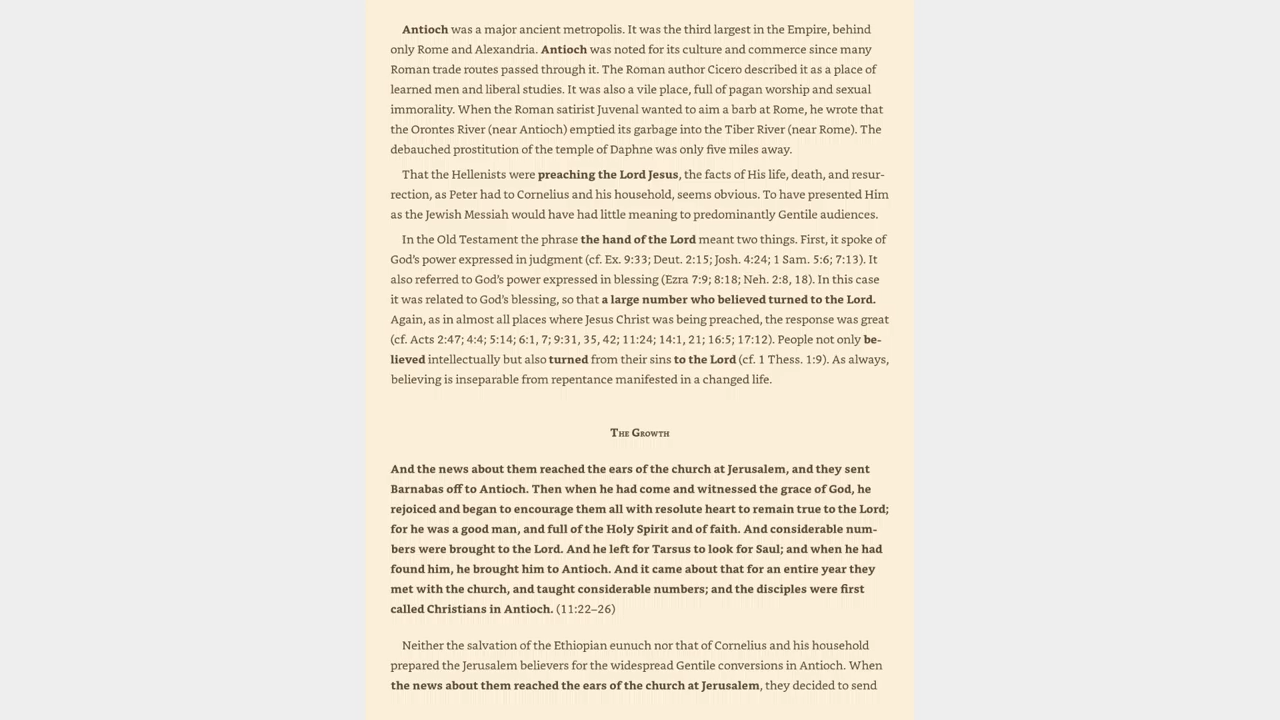 Antioch was a major ancient metropolis. It was the third largest in the Empire, behind
only Rome and Alexandria. Antioch was noted for its culture and commerce since many
Roman trade routes passed through it. The Roman author Cicero described it as a place of
learned men and liberal studies. It was also a vile place, full of pagan worship and sexual
immorality. When the Roman satirist Juvenal wanted to aim a barb at Rome, he wrote that
the Orontes River (near Antioch) emptied its garbage into the Tiber River (near Rome). The
debauched prostitution of the temple of Daphne was only five miles away.
That the Hellenists were preaching the Lord Jesus, the facts of His life, death, and resur-
rection, as Peter had to Cornelius and his household, seems obvious. To have presented Him
as the Jewish Messiah would have had little meaning to predominantly Gentile audiences.
In the Old Testament the phrase the hand of the Lord meant two things. First, it spoke of
God's power expressed in judgment (cf. Ex. 9:33; Deut. 2:15; Josh. 4:24; 1 Sam. 5:6; 7:13). It
also referred to God's power expressed in blessing (Ezra 7:9; 8:18; Neh. 2:8, 18). In this case
it was related to God's blessing, so that a large number who believed turned to the Lord.
Again, as in almost all places where Jesus Christ was being preached, the response was great
(cf. Acts 2:47; 4:4; 5:14; 6:1, 7; 9:31, 35, 42; 11:24; 14:1, 21; 16:5; 17:12). People not only be-
lieved intellectually but also turned from their sins to the Lord (cf. 1 Thess. 1:9). As always,
believing is inseparable from repentance manifested in a changed life.
The Growth
And the news about them reached the ears of the church at Jerusalem, and they sent
Barnabas off to Antioch. Then when he had come and witnessed the grace of God, he
rejoiced and began to encourage them all with resolute heart to remain true to the Lord;
for he was a good man, and full of the Holy Spirit and of faith. And considerable num-
bers were brought to the Lord. And he left for Tarsus to look for Saul; and when he had
found him, he brought him to Antioch. And it came about that for an entire year they
met with the church, and taught considerable numbers; and the disciples were first
called Christians in Antioch. (11:22–26)
Neither the salvation of the Ethiopian eunuch nor that of Cornelius and his household
prepared the Jerusalem believers for the widespread Gentile conversions in Antioch. When
the news about them reached the ears of the church at Jerusalem, they decided to send